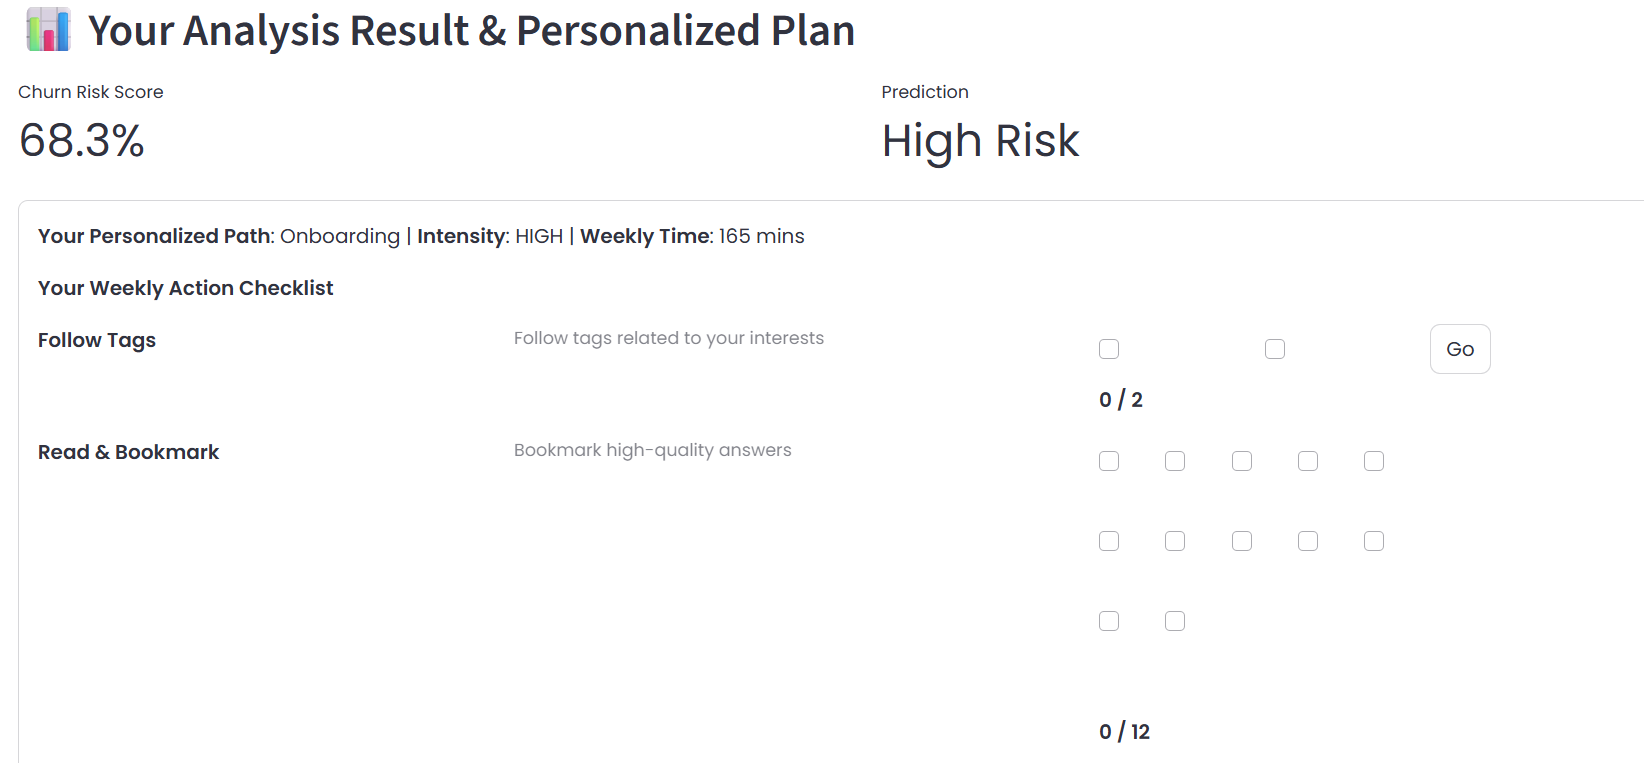 Your Analysis Result & Personalized Plan
Churn Risk Score
68.3%
Prediction
High Risk
Your Personalized Path: Onboarding | Intensity: HIGH | Weekly Time: 165 mins
Your Weekly Action Checklist
Follow Tags
Follow tags related to your interests
Go
0 / 2
Read & Bookmark
Bookmark high-quality answers
0 / 12